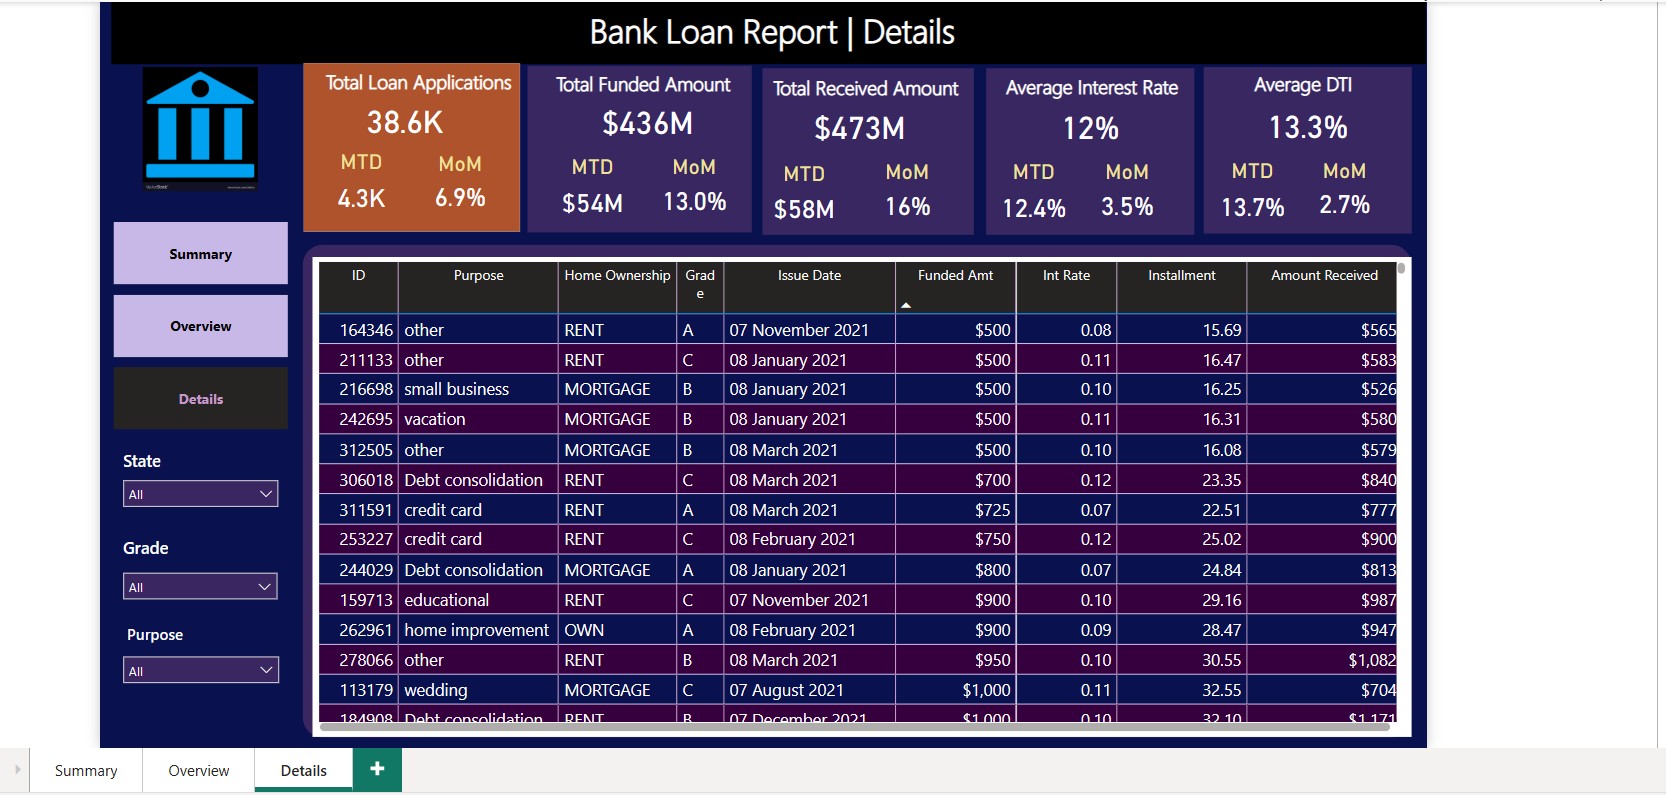 Bank Loan Report | Details
Total Loan Applications
38.6K
MTD MoM
4.3K 6.9%
Total Funded Amount
$436M
MTD MoM
$54M 13.0%
Total Received Amount
$473M
MTD MoM
$58M 16%
Average Interest Rate
12%
MTD MoM
12.4% 3.5%
Average DTI
13.3%
MTD MoM
13.7% 2.7%
Summary
Overview
Details
State
All
Grade
All
Purpose
All
ID Purpose Home Ownership Grad Issue Date Funded Amt Int Rate Installment Amount Received
e
164346 other RENT A 07 November 2021 $500 0.08 15.69 $565
211133 other RENT C 08 January 2021 $500 0.11 16.47 $583
216698 small business MORTGAGE B 08 January 2021 $500 0.10 16.25 $526
242695 vacation MORTGAGE B 08 January 2021 $500 0.11 16.31 $580
312505 other MORTGAGE B 08 March 2021 $500 0.10 16.08 $579
306018 Debt consolidation RENT C 08 March 2021 $700 0.12 23.35 $840
311591 credit card RENT A 08 March 2021 $725 0.07 22.51 $777
253227 credit card RENT C 08 February 2021 $750 0.12 25.02 $900
244029 Debt consolidation MORTGAGE A 08 January 2021 $800 0.07 24.84 $813
159713 educational RENT C 07 November 2021 $900 0.10 29.16 $987
262961 home improvement OWN A 08 February 2021 $900 0.09 28.47 $947
278066 other RENT B 08 March 2021 $950 0.10 30.55 $1,082
113179 wedding MORTGAGE C 07 August 2021 $1,000 0.11 32.55 $704
184908 Debt consolidation RENT B 07 December 2021 $1,000 0.10 32.10 $1,171
Summary Overview Details +